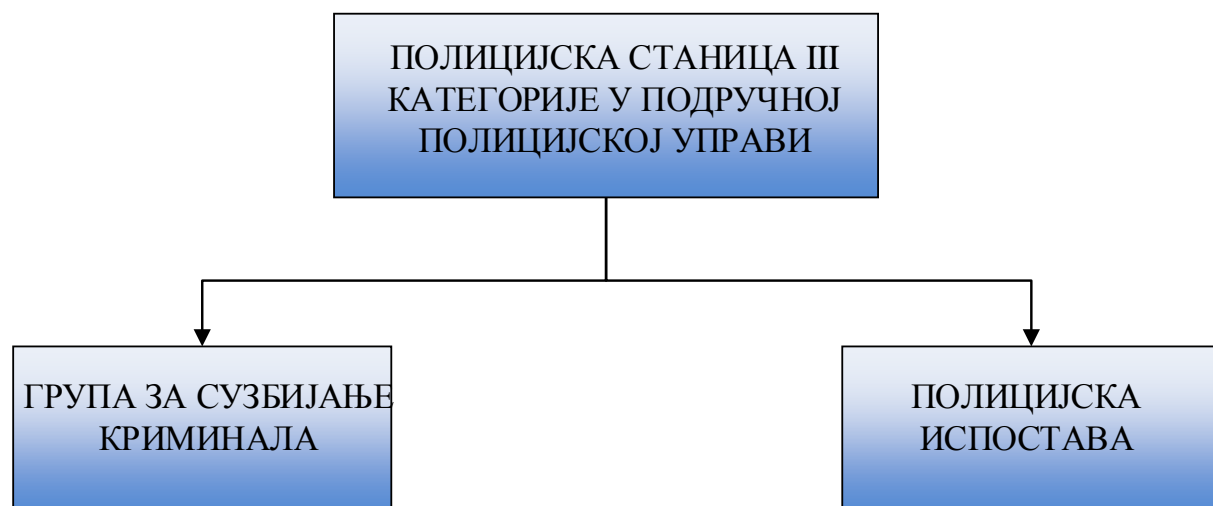 ПОЛИЦИЈСКА СТАНИЦА III
КАТЕГОРИЈЕ У ПОДРУЧНОЈ
ПОЛИЦИЈСКОЈ УПРАВИ
ГРУПА ЗА СУЗБИЈАЊЕ
КРИМИНАЛА
ПОЛИЦИЈСКА
ИСПОСТАВА